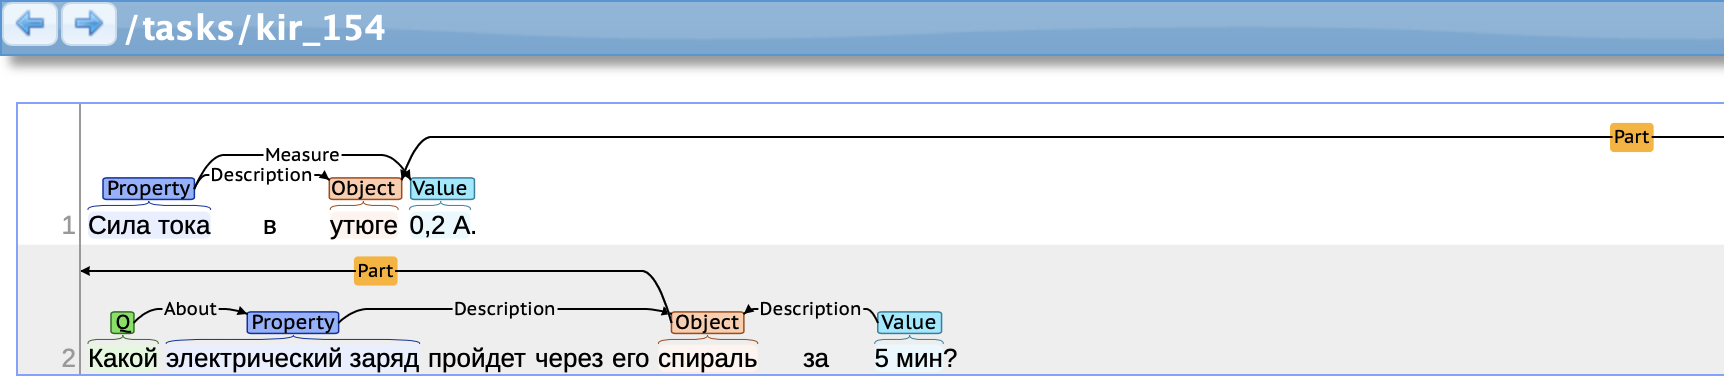 /tasks/kir_154
Part
Measure
Description
Property Object Value
1 Сила тока в утюге 0,2 А.
Part
About Description Description
Q Property Object Value
2 Какой электрический заряд пройдет через его спираль за 5 мин?